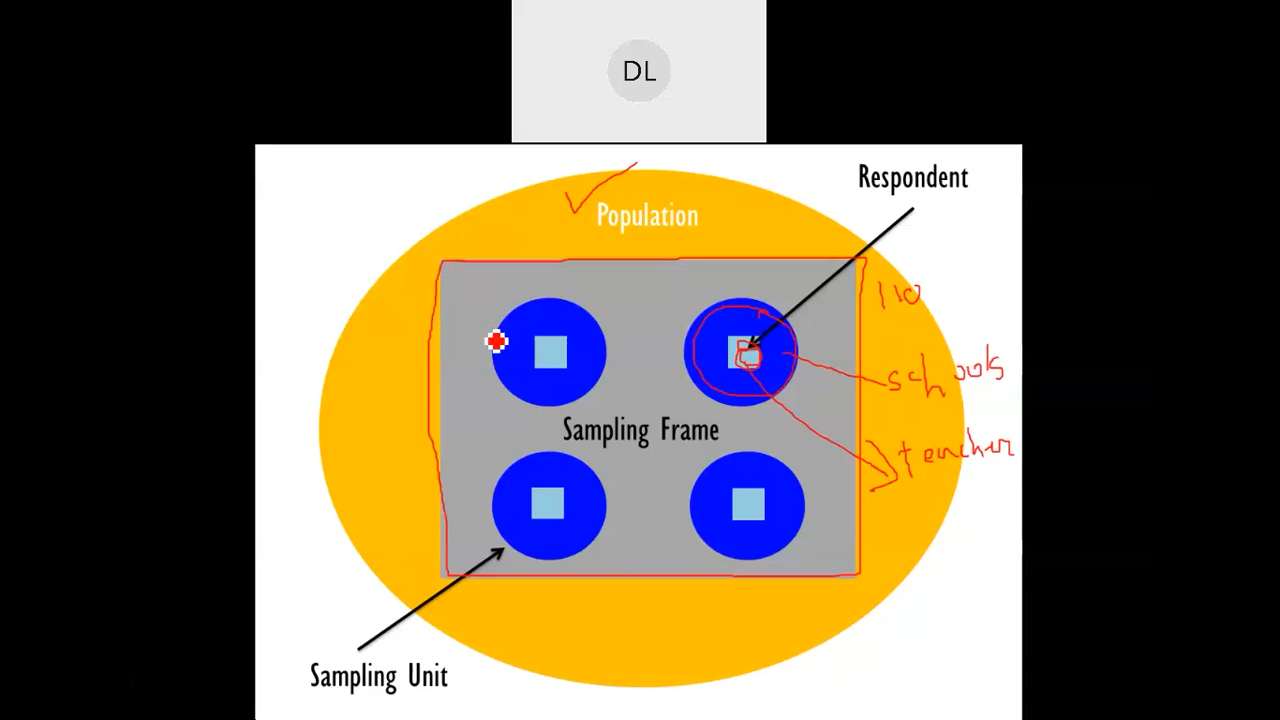 DL
Respondent
Population
110
schools
Sampling Frame
teacher
Sampling Unit